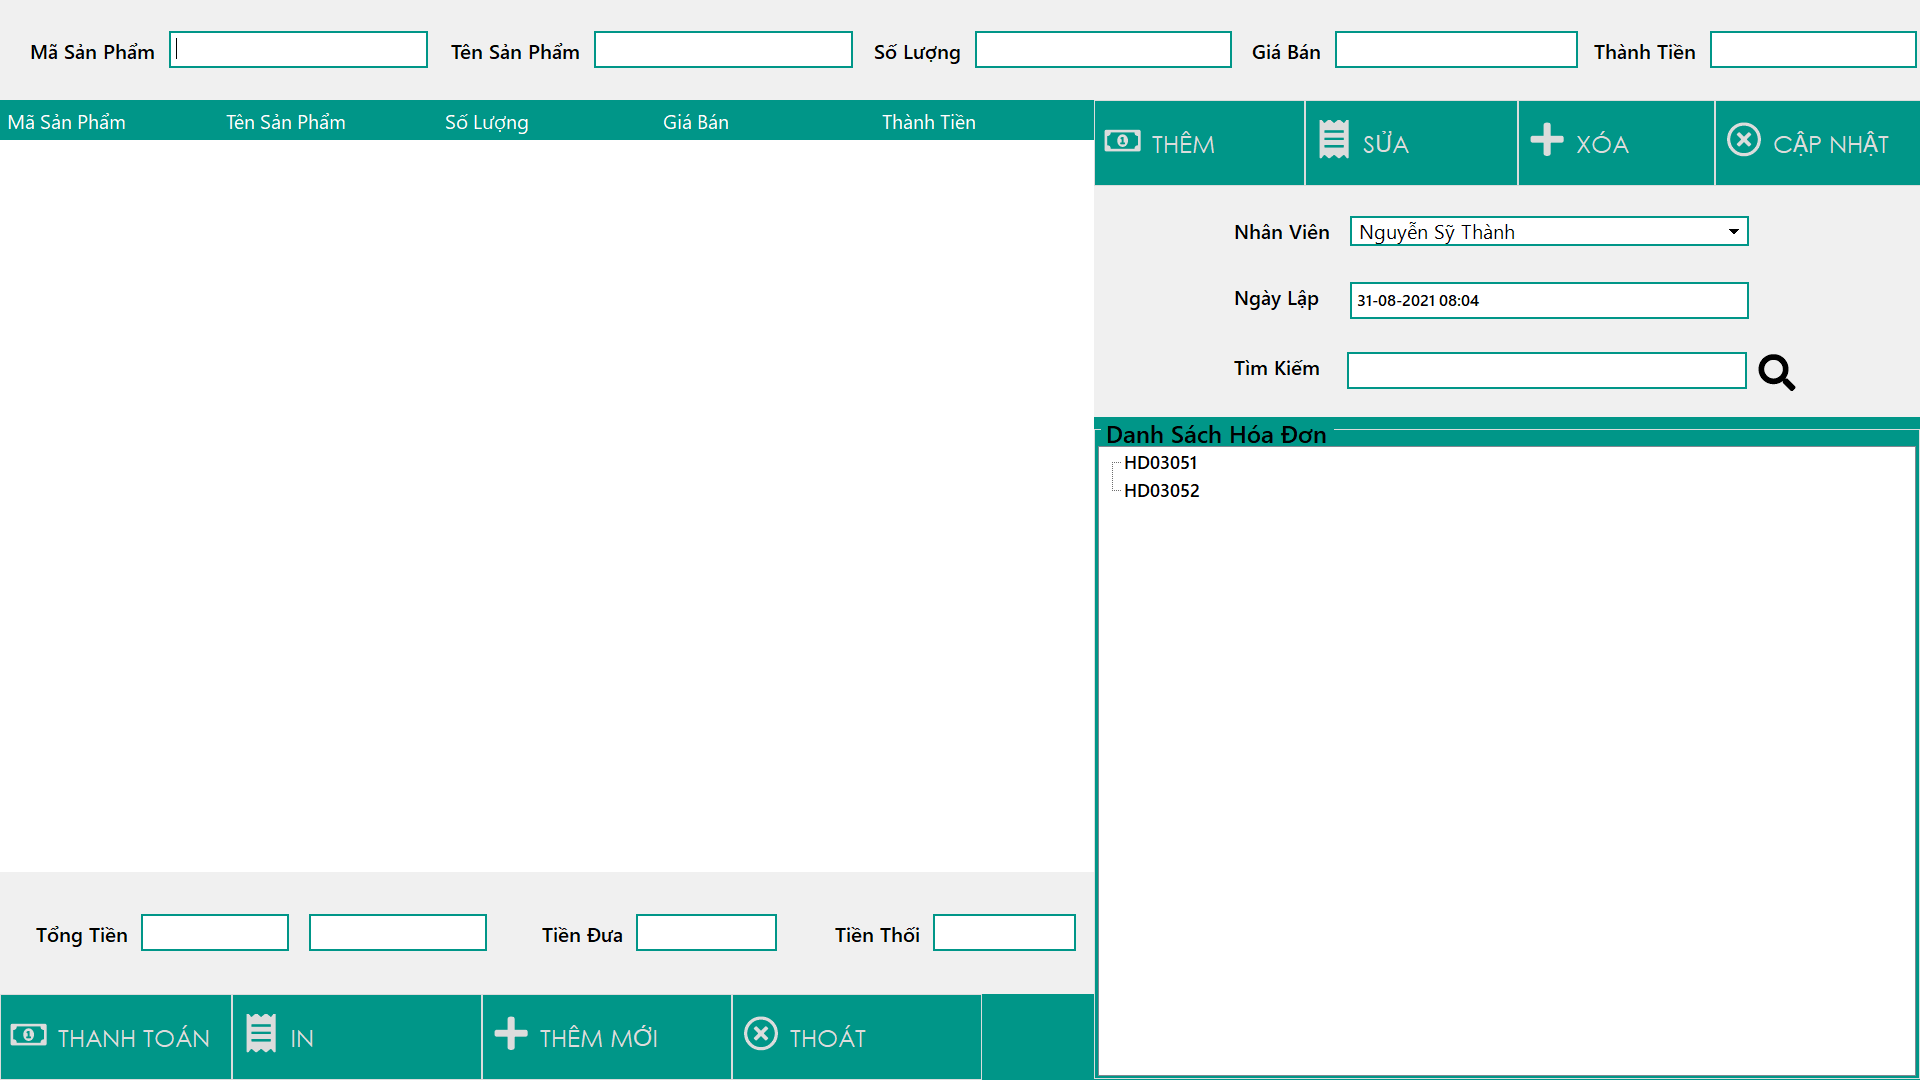 Mã Sản Phẩm
Tên Sản Phẩm
Số Lượng
Giá Bán
Thành Tiền
Mã Sản Phẩm
Tên Sản Phẩm
Số Lượng
Giá Bán
Thành Tiền
THÊM
SỬA
XÓA
CẬP NHẬT
Nhân Viên
Nguyễn Sỹ Thành
Ngày Lập
31-08-2021 08:04
Tìm Kiếm
Danh Sách Hóa Đơn
HD03051
HD03052
Tổng Tiền
Tiền Đưa
Tiền Thối
THANH TOÁN
IN
THÊM MỚI
THOÁT